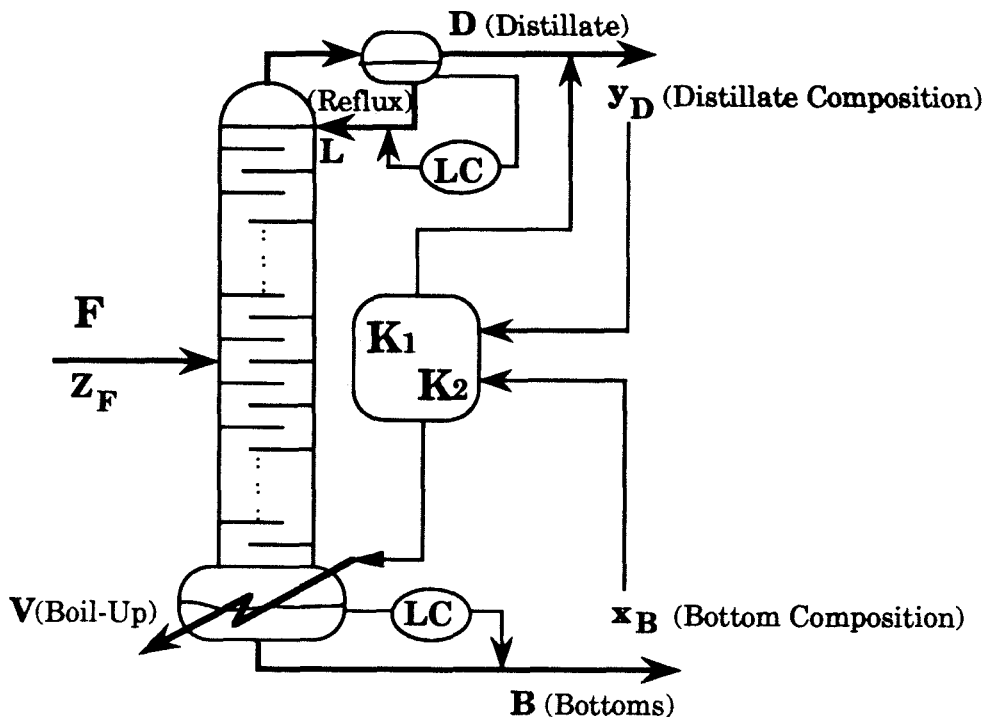 D (Distillate)
(Reflux)
y_D (Distillate Composition)
L
LC
F
Z_F
K1
K2
V(Boil-Up)
LC
x_B (Bottom Composition)
B (Bottoms)